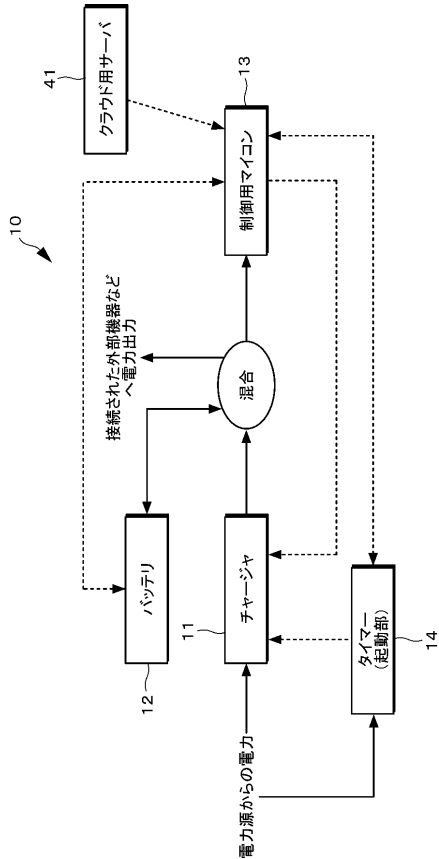 10
クラウド用サーバ
41
接続された外部機器など
へ電力出力
バッテリ
12
混合
制御用マイコン
13
電力源からの電力
チャージャ
11
タイマー
(起動部)
14